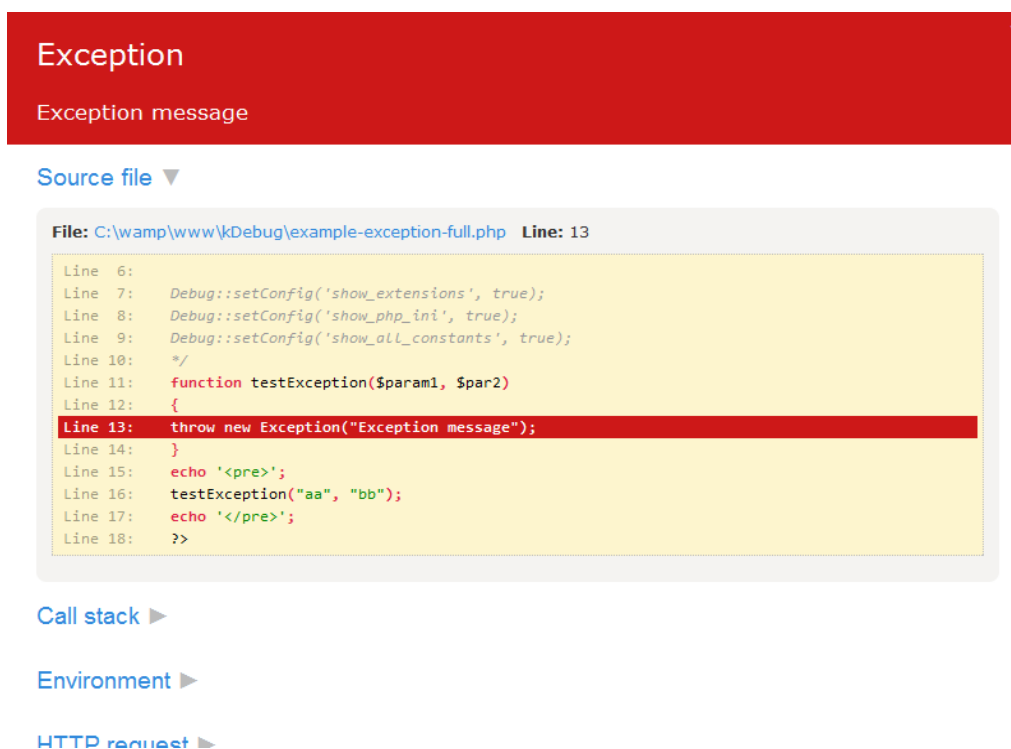 Exception
Exception message
Source file ▼
File: C:\wamp\www\kDebug\example-exception-full.php Line: 13
Line 6:
Line 7: Debug::setConfig('show_extensions', true);
Line 8: Debug::setConfig('show_php_ini', true);
Line 9: Debug::setConfig('show_all_constants', true);
Line 10: */
Line 11: function testException($param1, $par2)
Line 12: {
Line 13: throw new Exception("Exception message");
Line 14: }
Line 15: echo '<pre>';
Line 16: testException("aa", "bb");
Line 17: echo '</pre>';
Line 18: ?>
Call stack ►
Environment ►
HTTP request ►